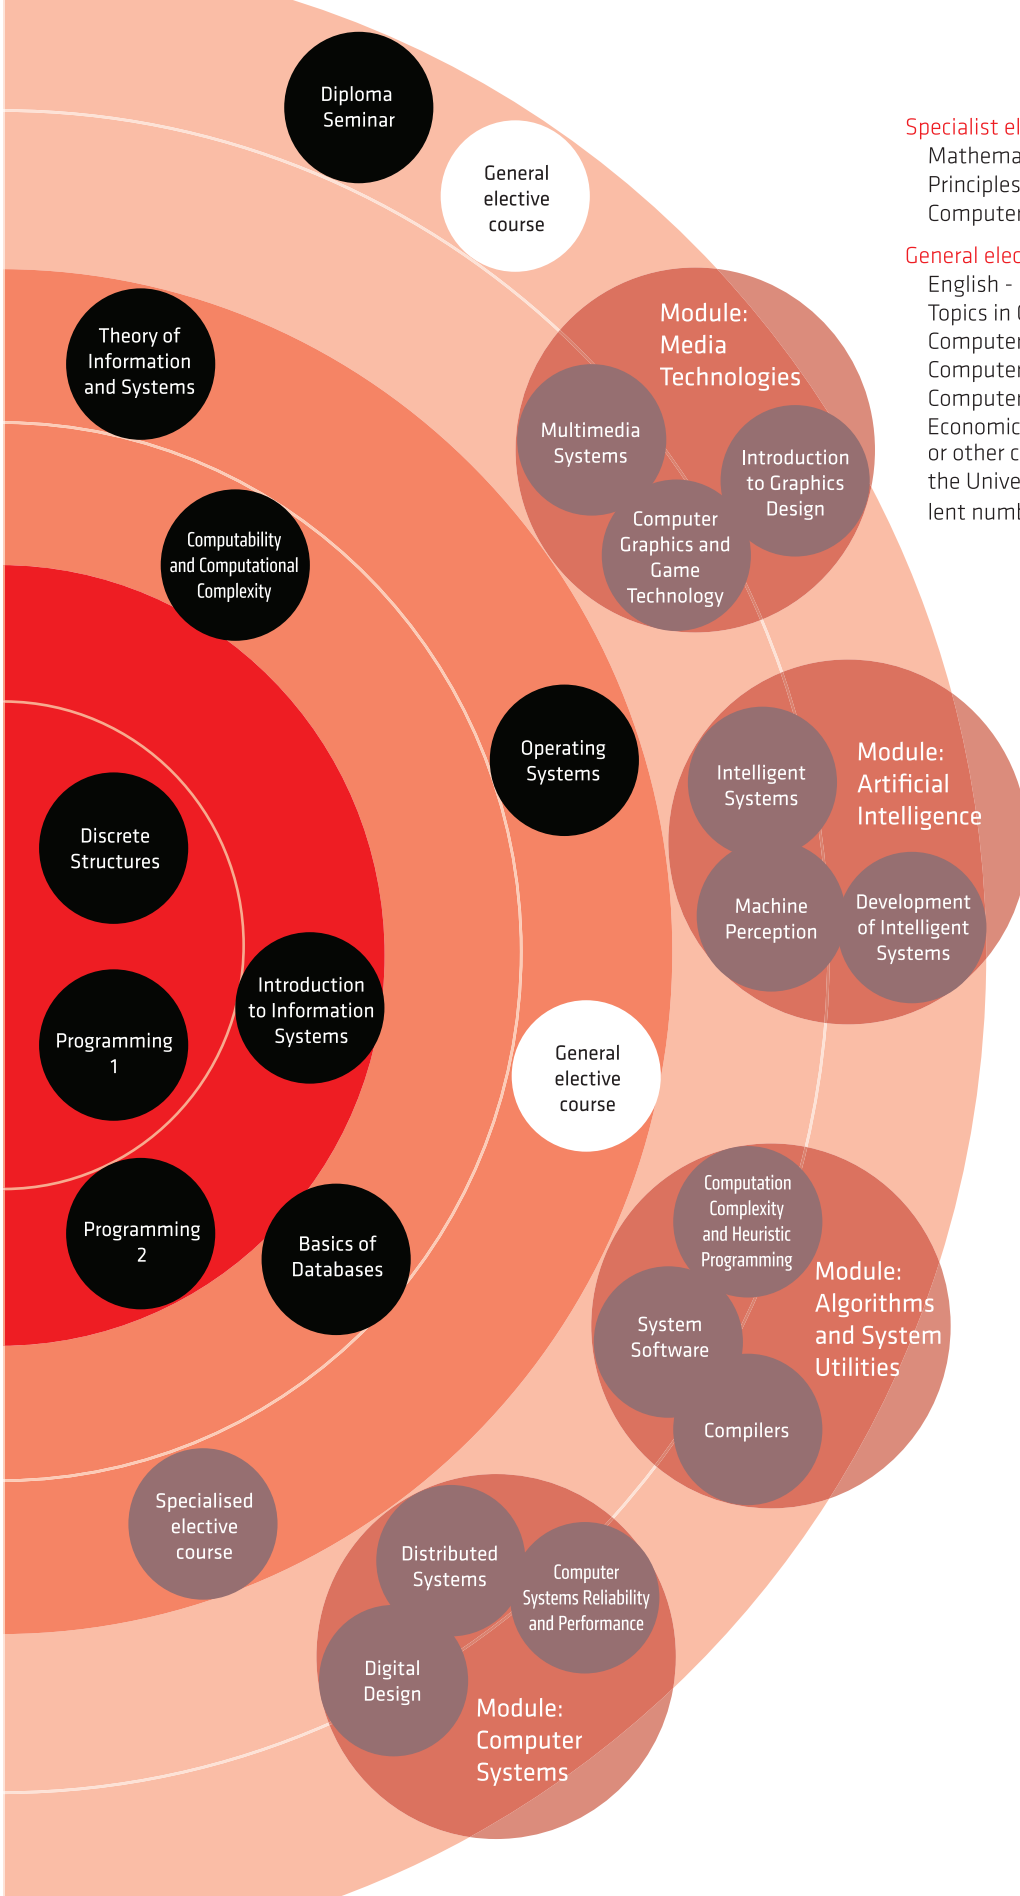 Diploma
Seminar
General
elective
course
Specialist el
Mathema
Principles
Computer
General elec
English -
Topics in
Computer
Computer
Computer
Economic
or other c
the Unive
lent numb
Theory of
Information
and Systems
Module:
Media
Technologies
Multimedia
Systems
Introduction
to Graphics
Design
Computer
Graphics and
Game
Technology
Computability
and Computational
Complexity
Operating
Systems
Module:
Artificial
Intelligence
Intelligent
Systems
Machine
Perception
Development
of Intelligent
Systems
Discrete
Structures
Introduction
to Information
Systems
Programming
1
General
elective
course
Programming
2
Basics of
Databases
Computation
Complexity
and Heuristic
Programming
Module:
Algorithms
and System
Utilities
System
Software
Compilers
Specialised
elective
course
Distributed
Systems
Computer
Systems Reliability
and Performance
Digital
Design
Module:
Computer
Systems